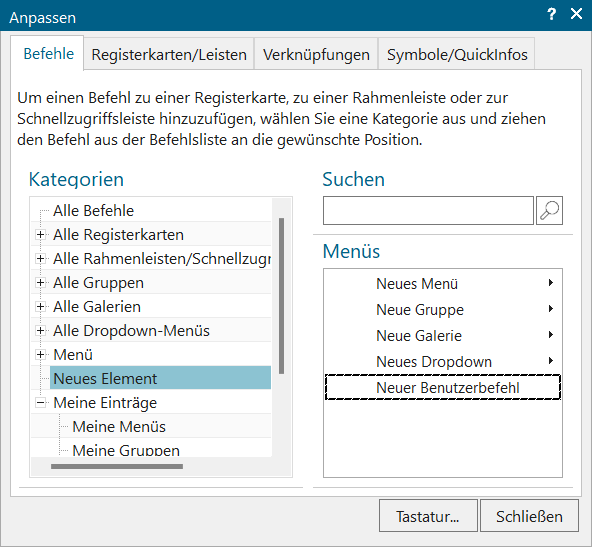 Anpassen
?
Befehle
Registerkarten/Leisten
Verknüpfungen
Symbole/QuickInfos
Um einen Befehl zu einer Registerkarte, zu einer Rahmenleiste oder zur
Schnellzugriffsleiste hinzuzufügen, wählen Sie eine Kategorie aus und ziehen
den Befehl aus der Befehlsliste an die gewünschte Position.
Kategorien
Alle Befehle
Alle Registerkarten
Alle Rahmenleisten/Schnellzugr
Alle Gruppen
Alle Galerien
Alle Dropdown-Menüs
Menü
Neues Element
Meine Einträge
Meine Menüs
Meine Gruppen
Suchen
Menüs
Neues Menü
Neue Gruppe
Neue Galerie
Neues Dropdown
Neuer Benutzerbefehl
Tastatur...
Schließen